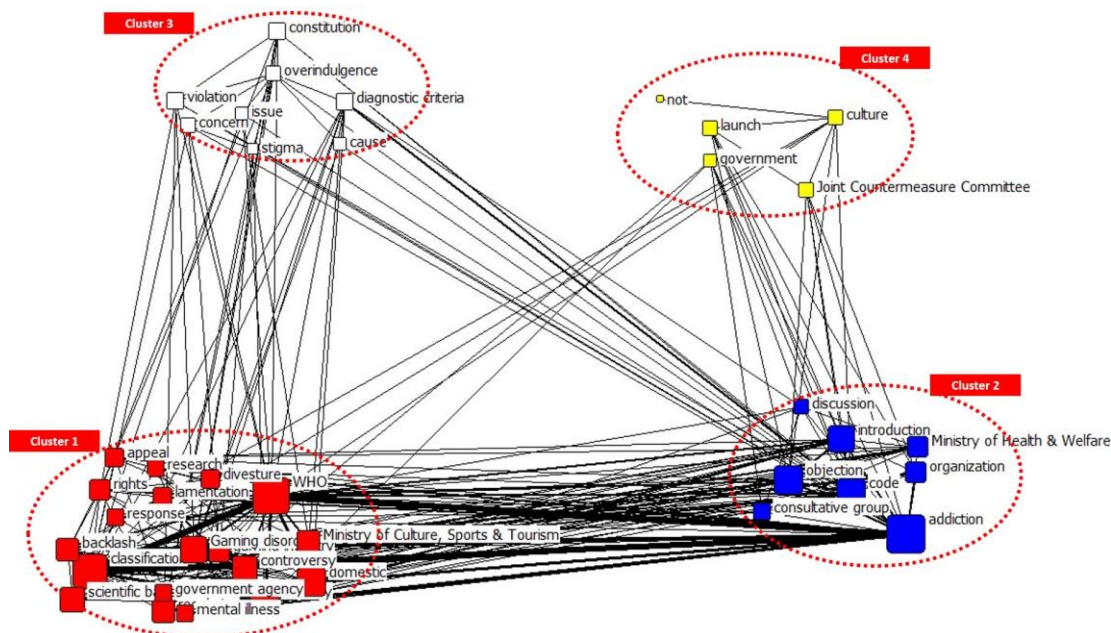 Cluster 3
constitution
overindulgence
violation
diagnostic criteria
issue
concern
stigma
cause
Cluster 4
not
culture
launch
government
Joint Countermeasure Committee
Cluster 2
discussion
introduction
Ministry of Health & Welfare
objection
organization
code
consultative group
addiction
Cluster 1
appeal
research
divesture
WHO
rights
lamentation
response
backlash
Gaming disor
Ministry of Culture, Sports & Tourism
classification
controversy
domestic
scientific ba
government agency
mental illness